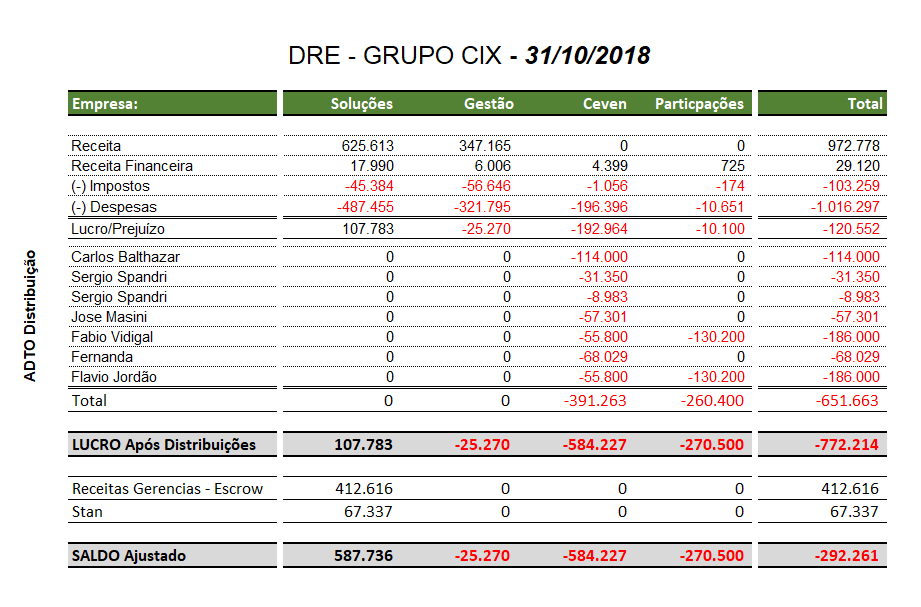 DRE - GRUPO CIX - 31/10/2018
Empresa: Soluções Gestão Ceven Particpações Total
Receita 625.613 347.165 0 0 972.778
Receita Financeira 17.990 6.006 4.399 725 29.120
(-) Impostos -45.384 -56.646 -1.056 -174 -103.259
(-) Despesas -487.455 -321.795 -196.396 -10.651 -1.016.297
Lucro/Prejuízo 107.783 -25.270 -192.964 -10.100 -120.552
ADTO Distribuição
Carlos Balthazar 0 0 -114.000 0 -114.000
Sergio Spandri 0 0 -31.350 0 -31.350
Sergio Spandri 0 0 -8.983 0 -8.983
Jose Masini 0 0 -57.301 0 -57.301
Fabio Vidigal 0 0 -55.800 -130.200 -186.000
Fernanda 0 0 -68.029 0 -68.029
Flavio Jordão 0 0 -55.800 -130.200 -186.000
Total 0 0 -391.263 -260.400 -651.663
LUCRO Após Distribuições 107.783 -25.270 -584.227 -270.500 -772.214
Receitas Gerencias - Escrow 412.616 0 0 0 412.616
Stan 67.337 0 0 0 67.337
SALDO Ajustado 587.736 -25.270 -584.227 -270.500 -292.261